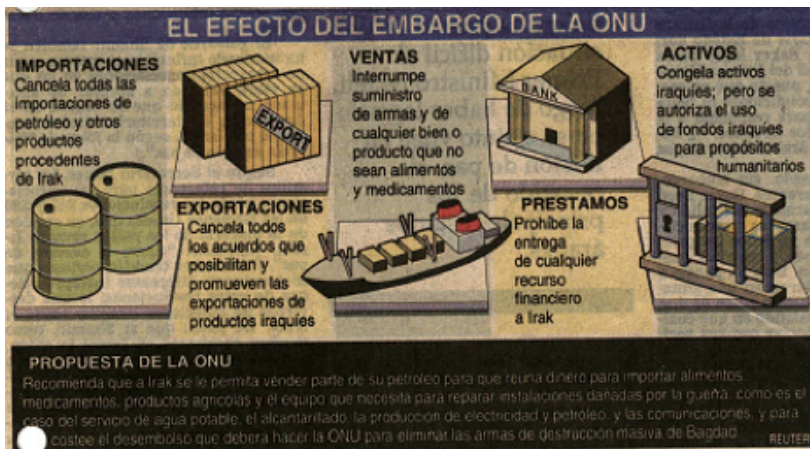 EL EFECTO DEL EMBARGO DE LA ONU
IMPORTACIONES
Cancela todas las
importaciones de
petróleo y otros
productos
procedentes
de Irak
EXPORT
EXPORTACIONES
Cancela todos
los acuerdos que
posibilitan y
promueven las
exportaciones de
productos iraquíes
VENTAS
Interrumpe
suministro
de armas y de
cualquier bien o
producto que no
sean alimentos
y medicamentos
BANK
PRESTAMOS
Prohíbe la
entrega
de cualquier
recurso
financiero
a Irak
ACTIVOS
Congela activos
iraquíes; pero se
autoriza el uso
de fondos iraquíes
para propósitos
humanitarios
PROPUESTA DE LA ONU
Recomienda que a Irak se le permita vender parte de su petróleo para que reúna dinero para importar alimentos
medicamentos, productos agrícolas y el equipo que necesita para reparar instalaciones dañadas por la guerra, como es el
caso del servicio de agua potable, el alcantarillado, la producción de electricidad y petróleo, y las comunicaciones, y para
costee el desembolso que deberá hacer la ONU para eliminar las armas de destrucción masiva de Bagdad
REUTER